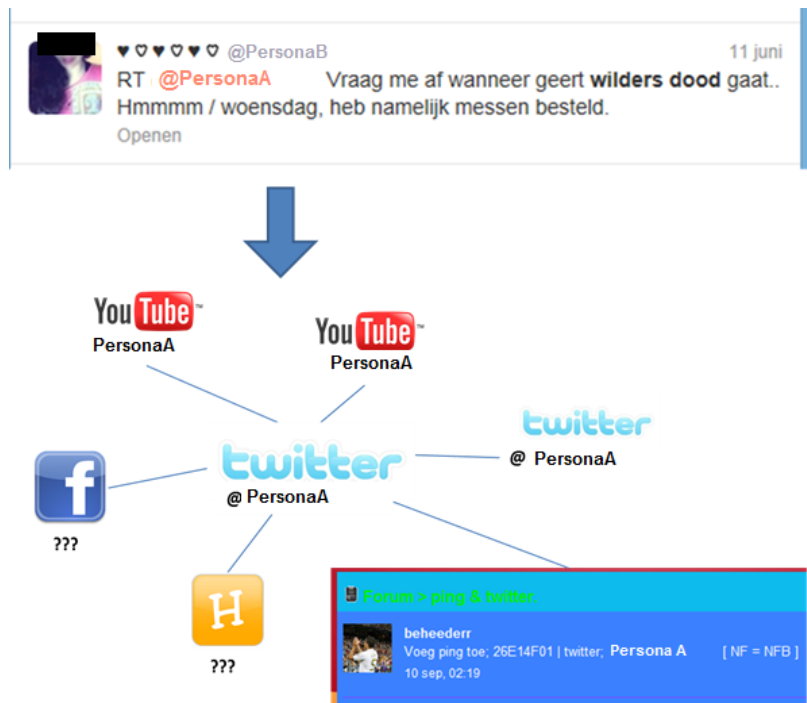 ♥ ♡ ♥ ♡ ♥ ♡ @PersonaB 11 juni
RT @PersonaA Vraag me af wanneer geert wilders dood gaat..
Hmmmm / woensdag, heb namelijk messen besteld.
Openen
YouTube™
PersonaA
YouTube™
PersonaA
twitter
@ PersonaA
twitter
@ PersonaA
f
???
H
???
Forum > ping & twitter.
beheederr
Voeg ping toe; 26E14F01 | twitter; Persona A [ NF = NFB ]
10 sep, 02:19